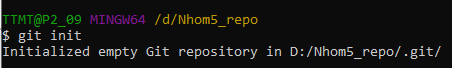 TTMT@P2_09 MINGW64 /d/Nhom5_repo
$ git init
Initialized empty Git repository in D:/Nhom5_repo/.git/